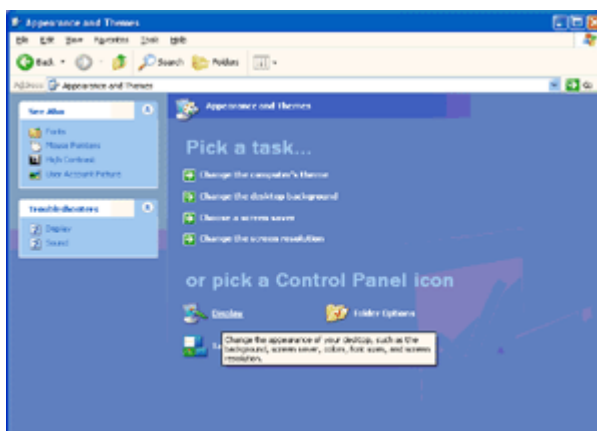 Appearance and Themes
File Edit View Favorites Tools Help
Back Search Folders
Address Appearance and Themes Go
See Also
Fonts
Mouse Pointers
High Contrast
User Account Picture
Troubleshooters
Display
Sound
Appearance and Themes
Pick a task...
Change the computer's theme
Change the desktop background
Choose a screen saver
Change the screen resolution
or pick a Control Panel icon
Display Folder Options
Change the appearance of your desktop, such as the
background, screen saver, colors, font sizes, and screen
resolution.